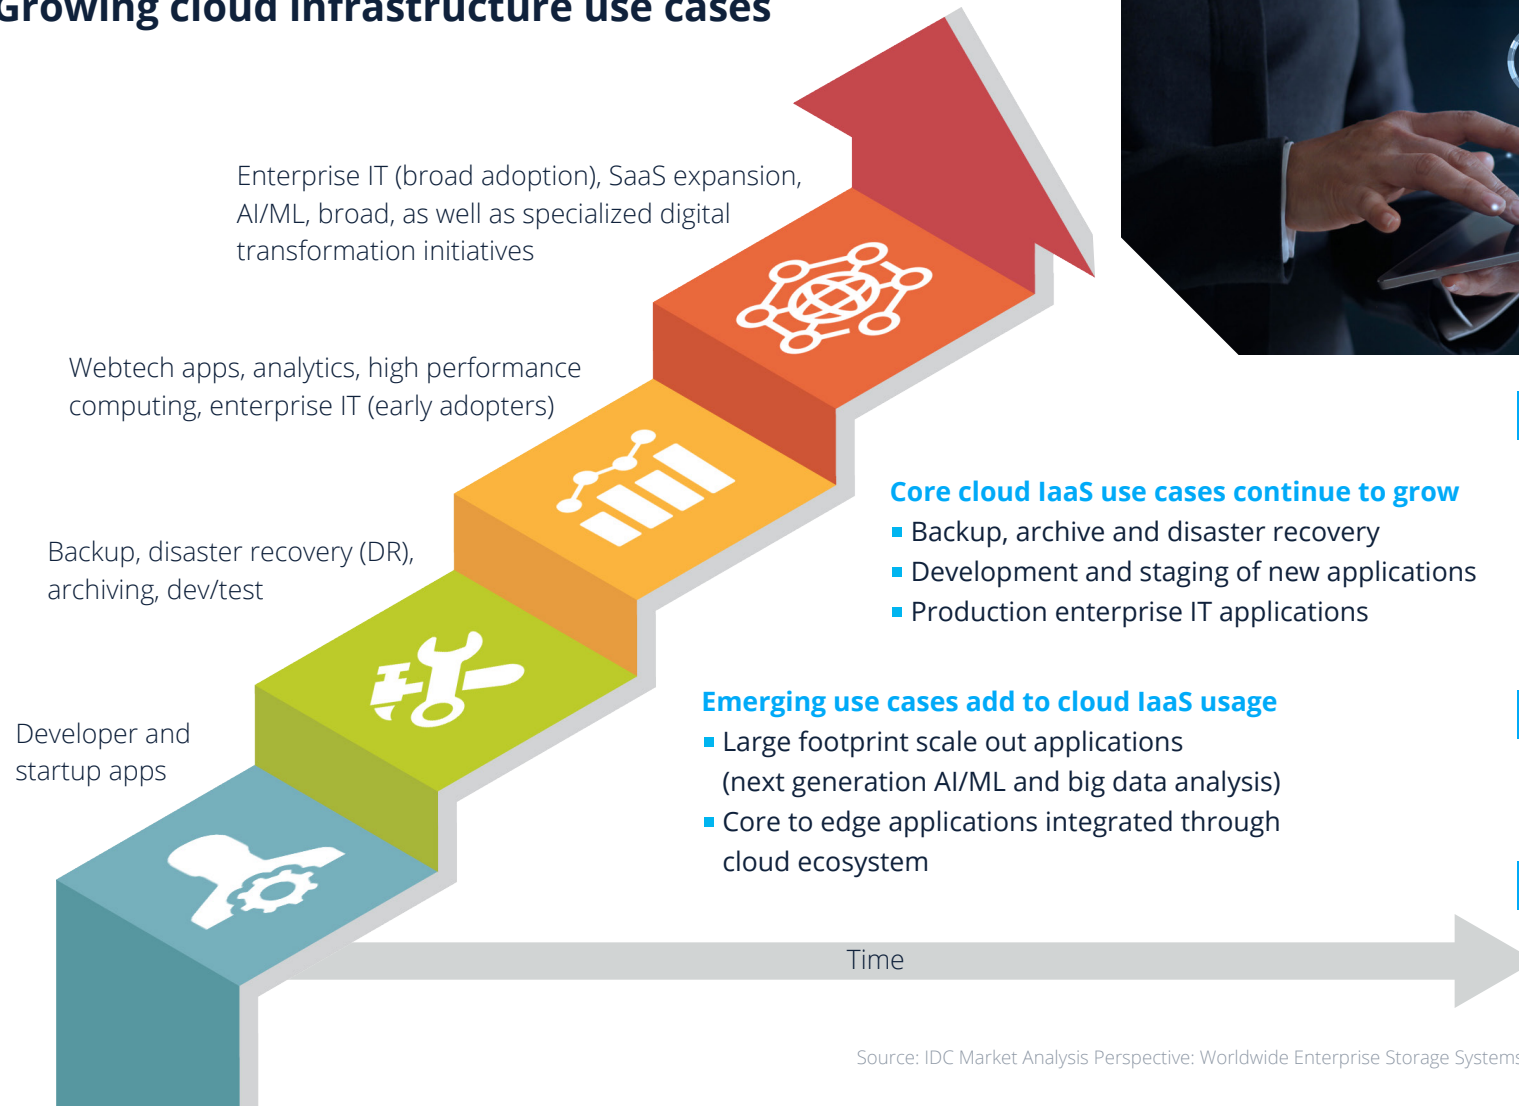 Growing cloud infrastructure use cases
Enterprise IT (broad adoption), SaaS expansion,
AI/ML, broad, as well as specialized digital
transformation initiatives
Webtech apps, analytics, high performance
computing, enterprise IT (early adopters)
Backup, disaster recovery (DR),
archiving, dev/test
Developer and
startup apps
Core cloud IaaS use cases continue to grow
Backup, archive and disaster recovery
Development and staging of new applications
Production enterprise IT applications
Emerging use cases add to cloud IaaS usage
Large footprint scale out applications
(next generation AI/ML and big data analysis)
Core to edge applications integrated through
cloud ecosystem
Time
Source: IDC Market Analysis Perspective: Worldwide Enterprise Storage Systems